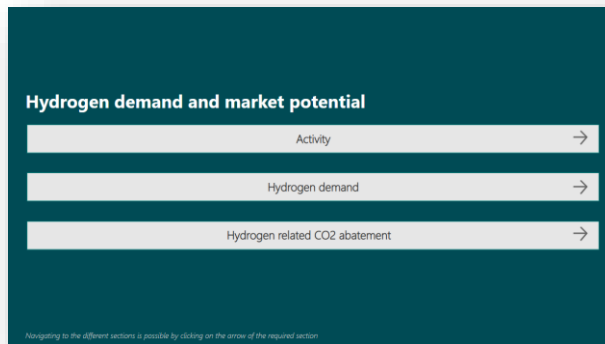 Hydrogen demand and market potential
Activity
Hydrogen demand
Hydrogen related CO2 abatement
Navigating to the different sections is possible by clicking on the arrow of the required section